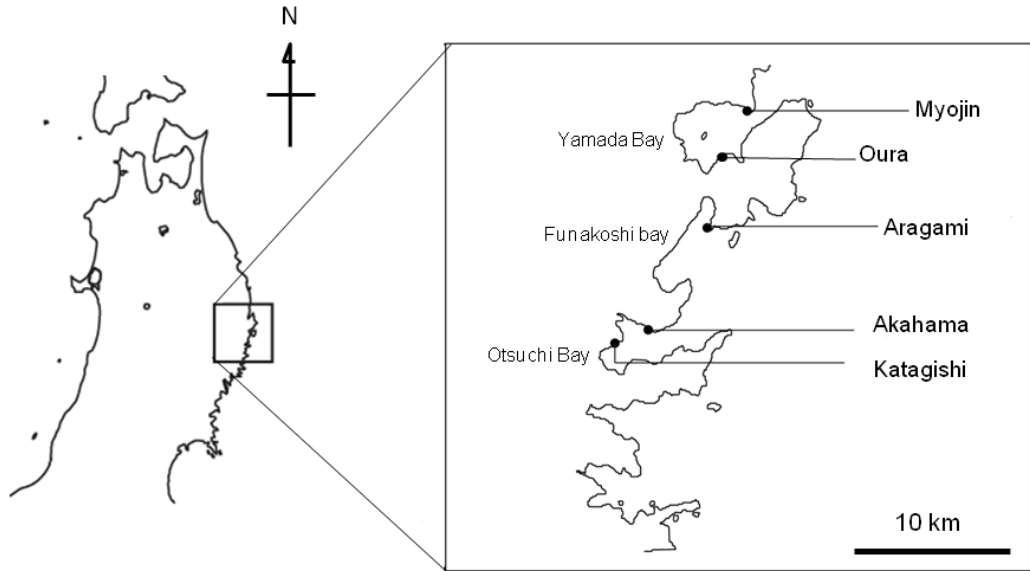 N
Myojin
Yamada Bay
Oura
Funakoshi bay
Aragami
Akahama
Otsuchi Bay
Katagishi
10 km